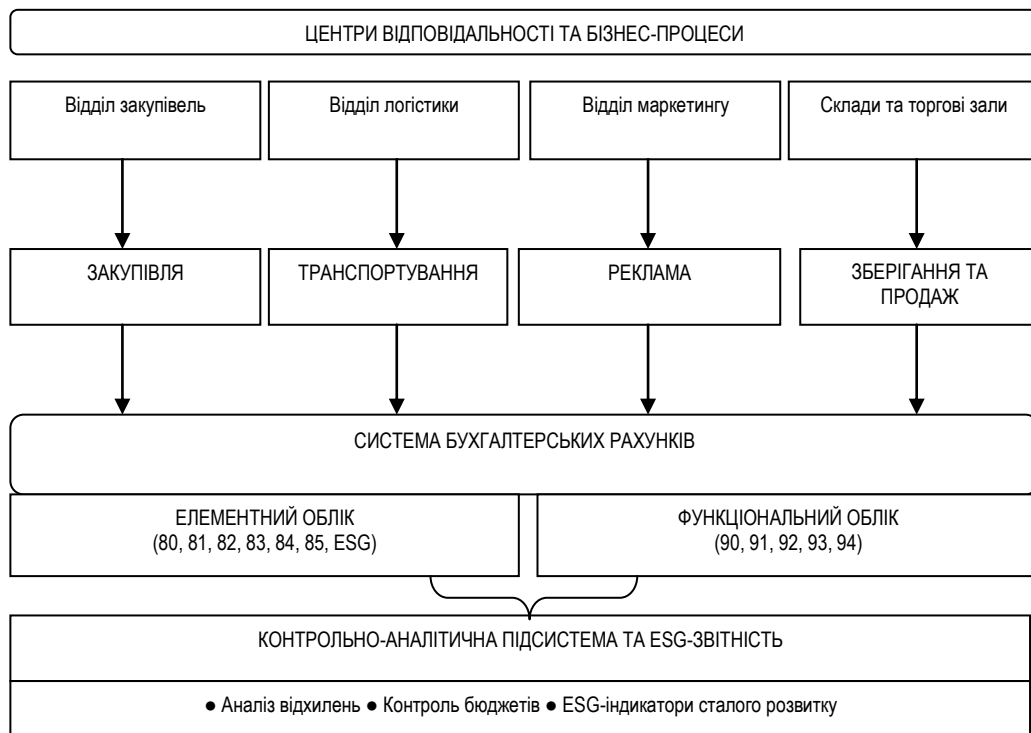 ЦЕНТРИ ВІДПОВІДАЛЬНОСТІ ТА БІЗНЕС-ПРОЦЕСИ
Відділ закупівель
Відділ логістики
Відділ маркетингу
Склади та торгові зали
ЗАКУПІВЛЯ
ТРАНСПОРТУВАННЯ
РЕКЛАМА
ЗБЕРІГАННЯ ТА
ПРОДАЖ
СИСТЕМА БУХГАЛТЕРСЬКИХ РАХУНКІВ
ЕЛЕМЕНТНИЙ ОБЛІК
(80, 81, 82, 83, 84, 85, ESG)
ФУНКЦІОНАЛЬНИЙ ОБЛІК
(90, 91, 92, 93, 94)
КОНТРОЛЬНО-АНАЛІТИЧНА ПІДСИСТЕМА ТА ESG-ЗВІТНІСТЬ
● Аналіз відхилень ● Контроль бюджетів ● ESG-індикатори сталого розвитку